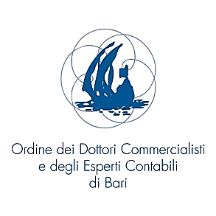 Ordine dei Dottori Commercialisti
e degli Esperti Contabili
di Bari